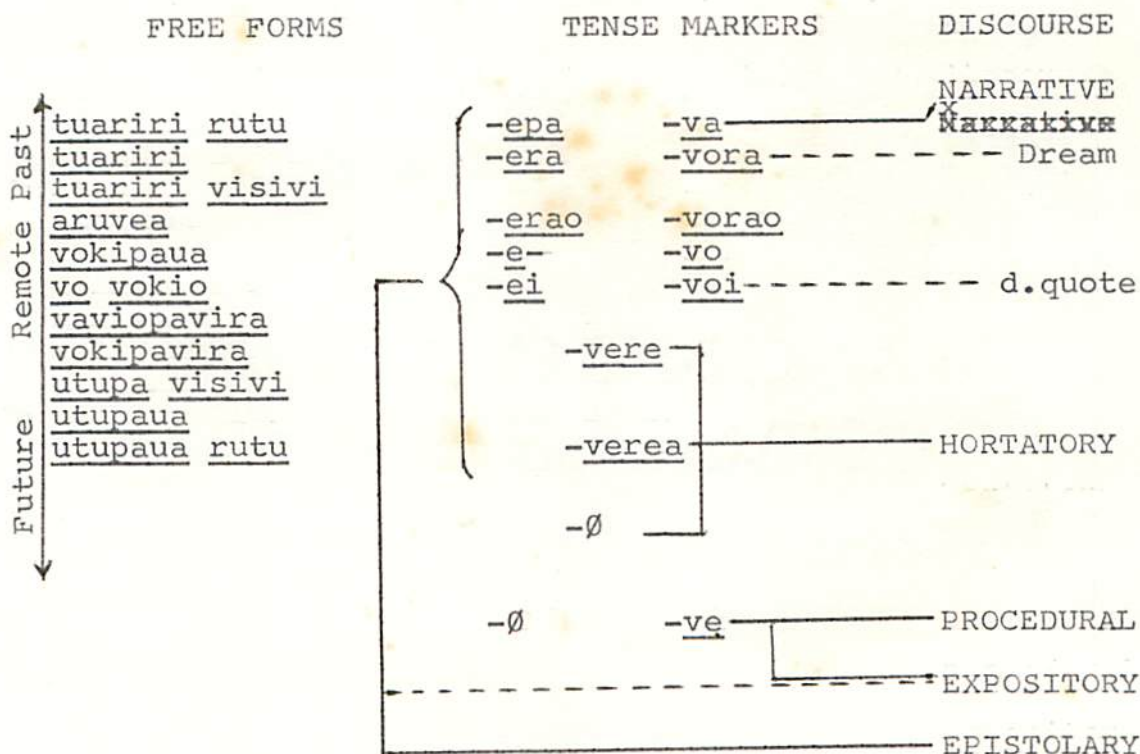 FREE FORMS TENSE MARKERS DISCOURSE
NARRATIVE
tuariri rutu -epa -va x Narrative
tuariri -era -vora Dream
tuariri visivi
aruvea -erao -vorao
vokipaua -e- -vo
vo vokio -ei -voi d.quote
vaviopavira
vokipavira -vere
utupa visivi
utupaua
utupaua rutu -verea HORTATORY
-Ø
-Ø -ve PROCEDURAL
EXPOSITORY
EPISTOLARY
Remote Past
Future